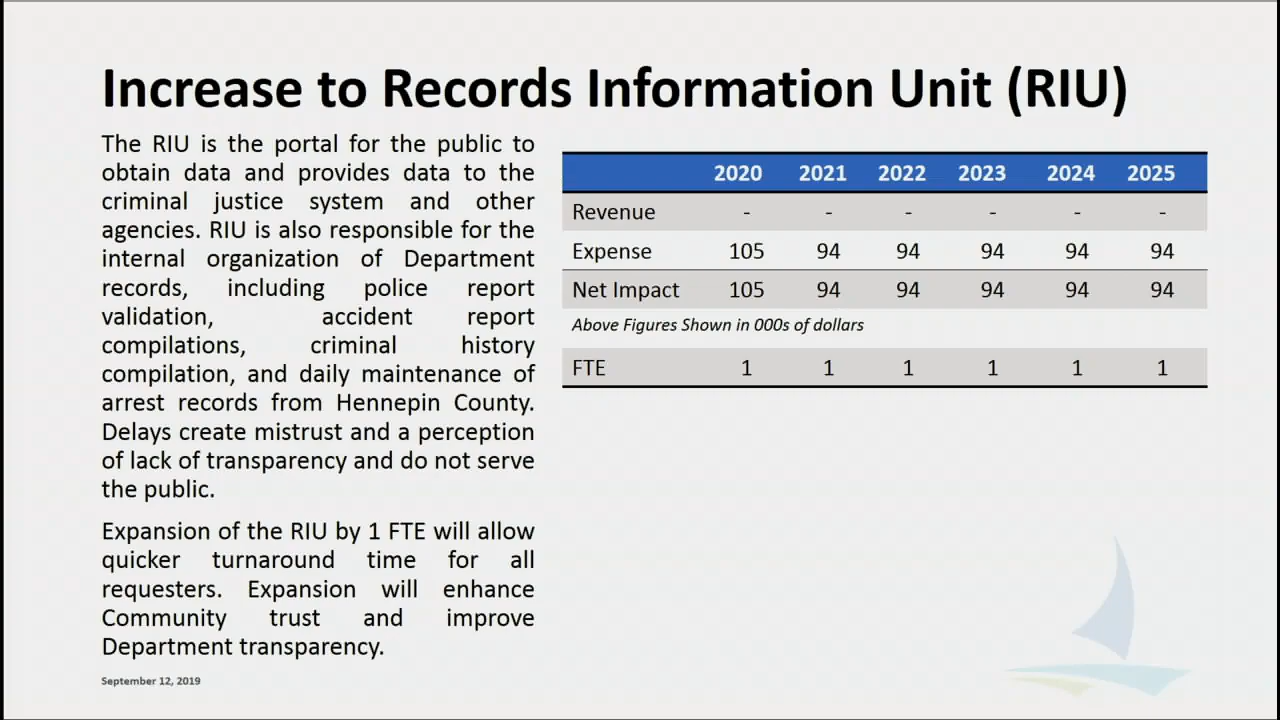 Increase to Records Information Unit (RIU)
The RIU is the portal for the public to
obtain data and provides data to the
criminal justice system and other
agencies. RIU is also responsible for the
internal organization of Department
records, including police report
validation, accident report
compilations, criminal history
compilation, and daily maintenance of
arrest records from Hennepin County.
Delays create mistrust and a perception
of lack of transparency and do not serve
the public.
Expansion of the RIU by 1 FTE will allow
quicker turnaround time for all
requesters. Expansion will enhance
Community trust and improve
Department transparency.
2020 2021 2022 2023 2024 2025
Revenue - - - - - -
Expense 105 94 94 94 94 94
Net Impact 105 94 94 94 94 94
Above Figures Shown in 000s of dollars
FTE 1 1 1 1 1 1
September 12, 2019